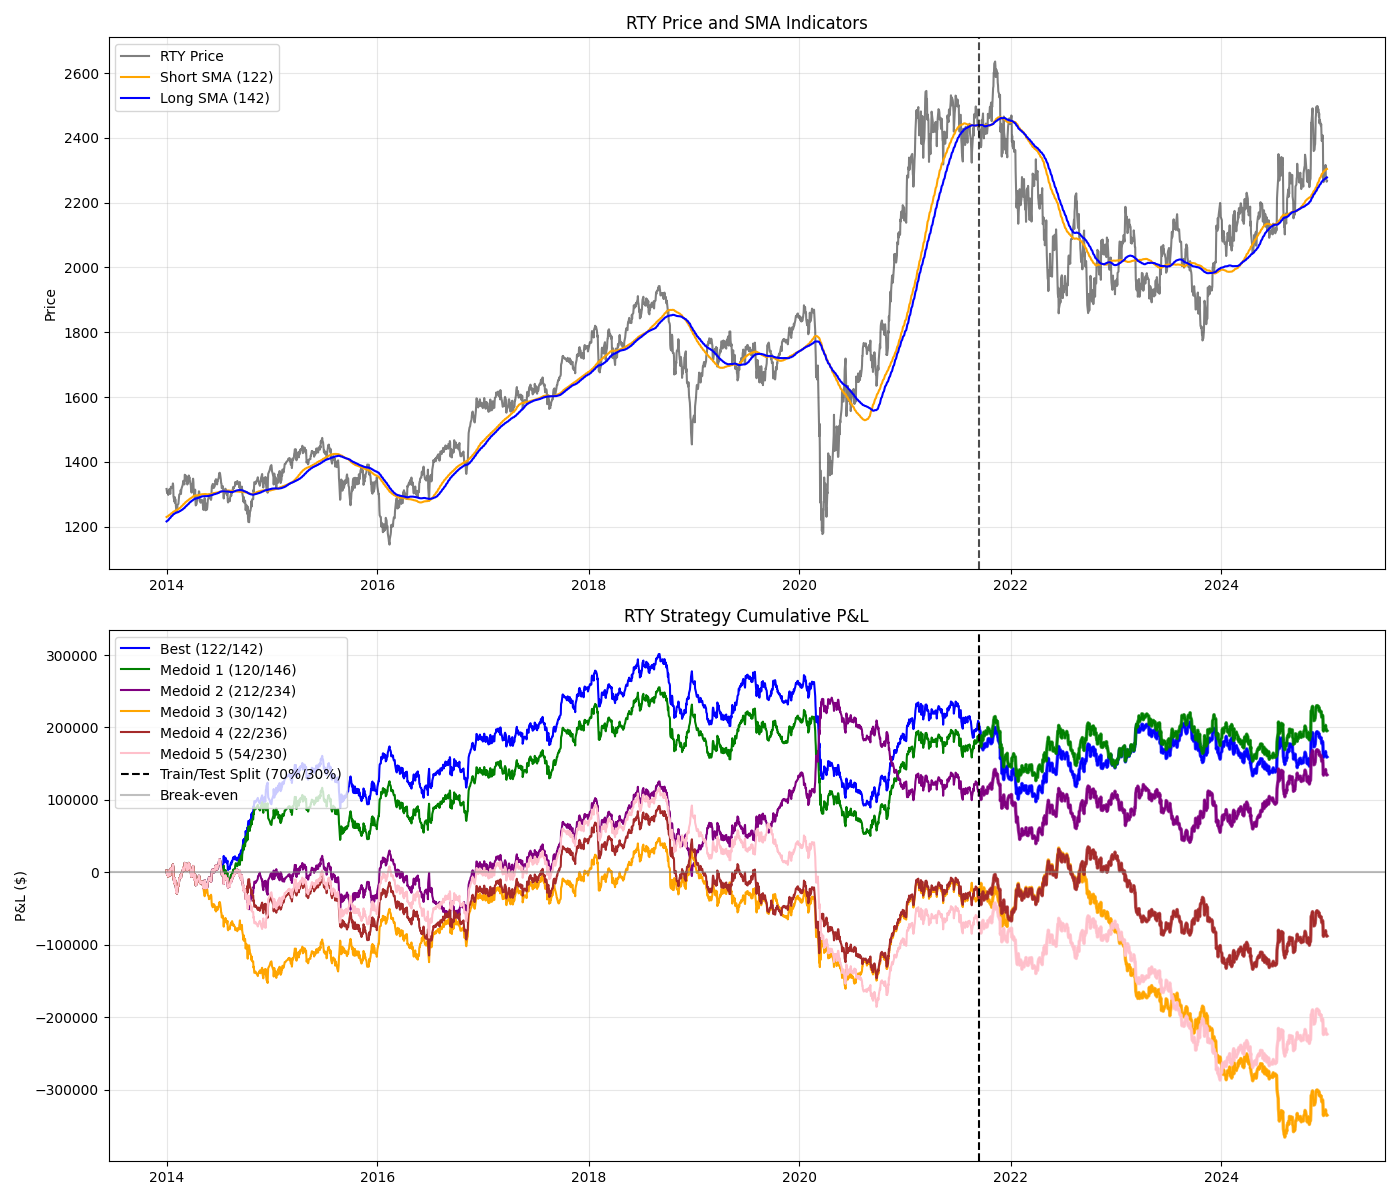 RTY Price and SMA Indicators
RTY Price
Short SMA (122)
Long SMA (142)
Price
2600
2400
2200
2000
1800
1600
1400
1200
2014
2016
2018
2020
2022
2024
RTY Strategy Cumulative P&L
Best (122/142)
Medoid 1 (120/146)
Medoid 2 (212/234)
Medoid 3 (30/142)
Medoid 4 (22/236)
Medoid 5 (54/230)
Train/Test Split (70%/30%)
Break-even
P&L ($)
300000
200000
100000
0
−100000
−200000
−300000
2014
2016
2018
2020
2022
2024